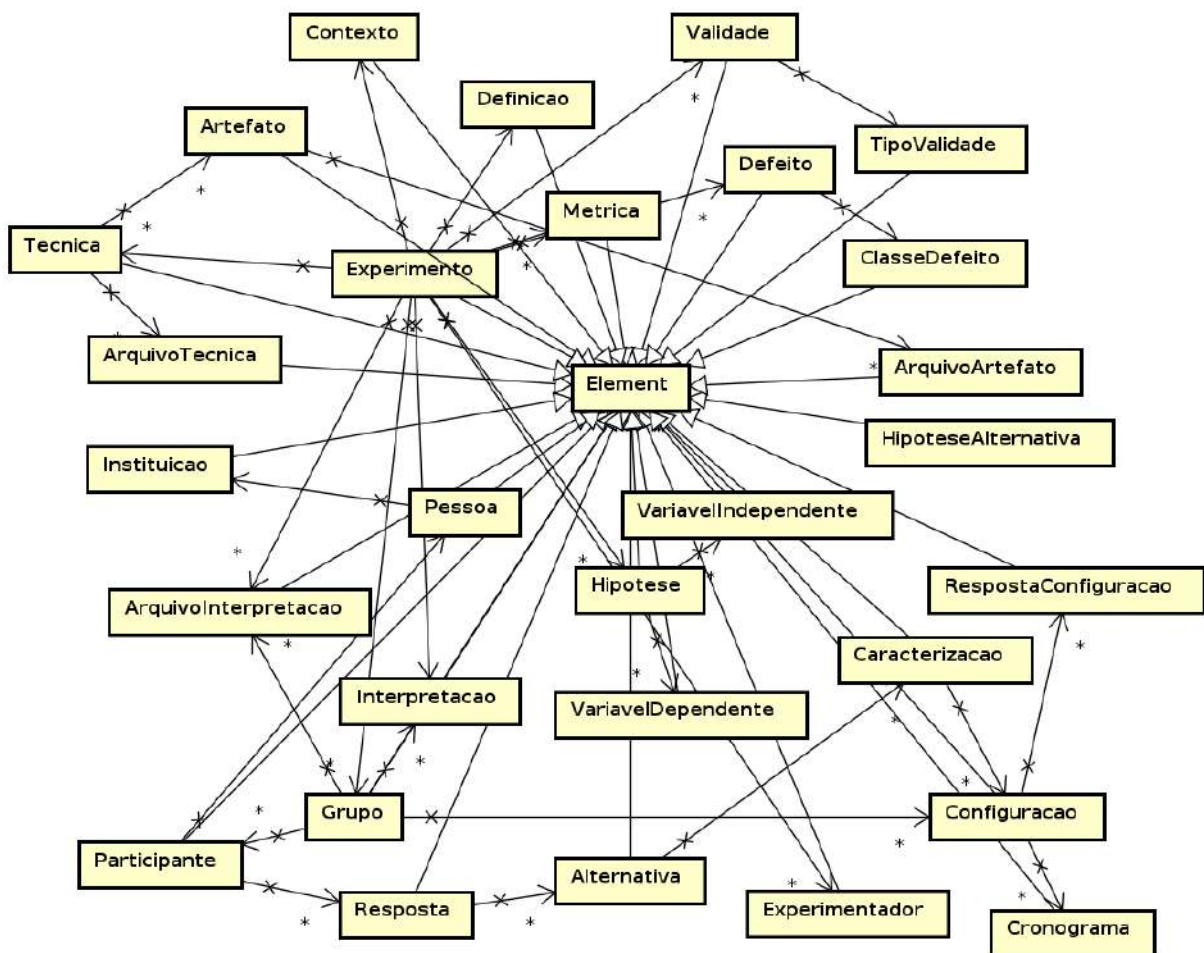 Contexto
Validade
Definicao
Artefato
TipoValidade
Defeito
Metrica
Tecnica
Experimento
ClasseDefeito
ArquivoTecnica
Element
ArquivoArtefato
HipoteseAlternativa
Instituicao
Pessoa
VariavelIndependente
Hipotese
RespostaConfiguracao
ArquivoInterpretacao
Caracterizacao
Interpretacao
VariavelDependente
Grupo
Configuracao
Participante
Alternativa
Resposta
Experimentador
Cronograma